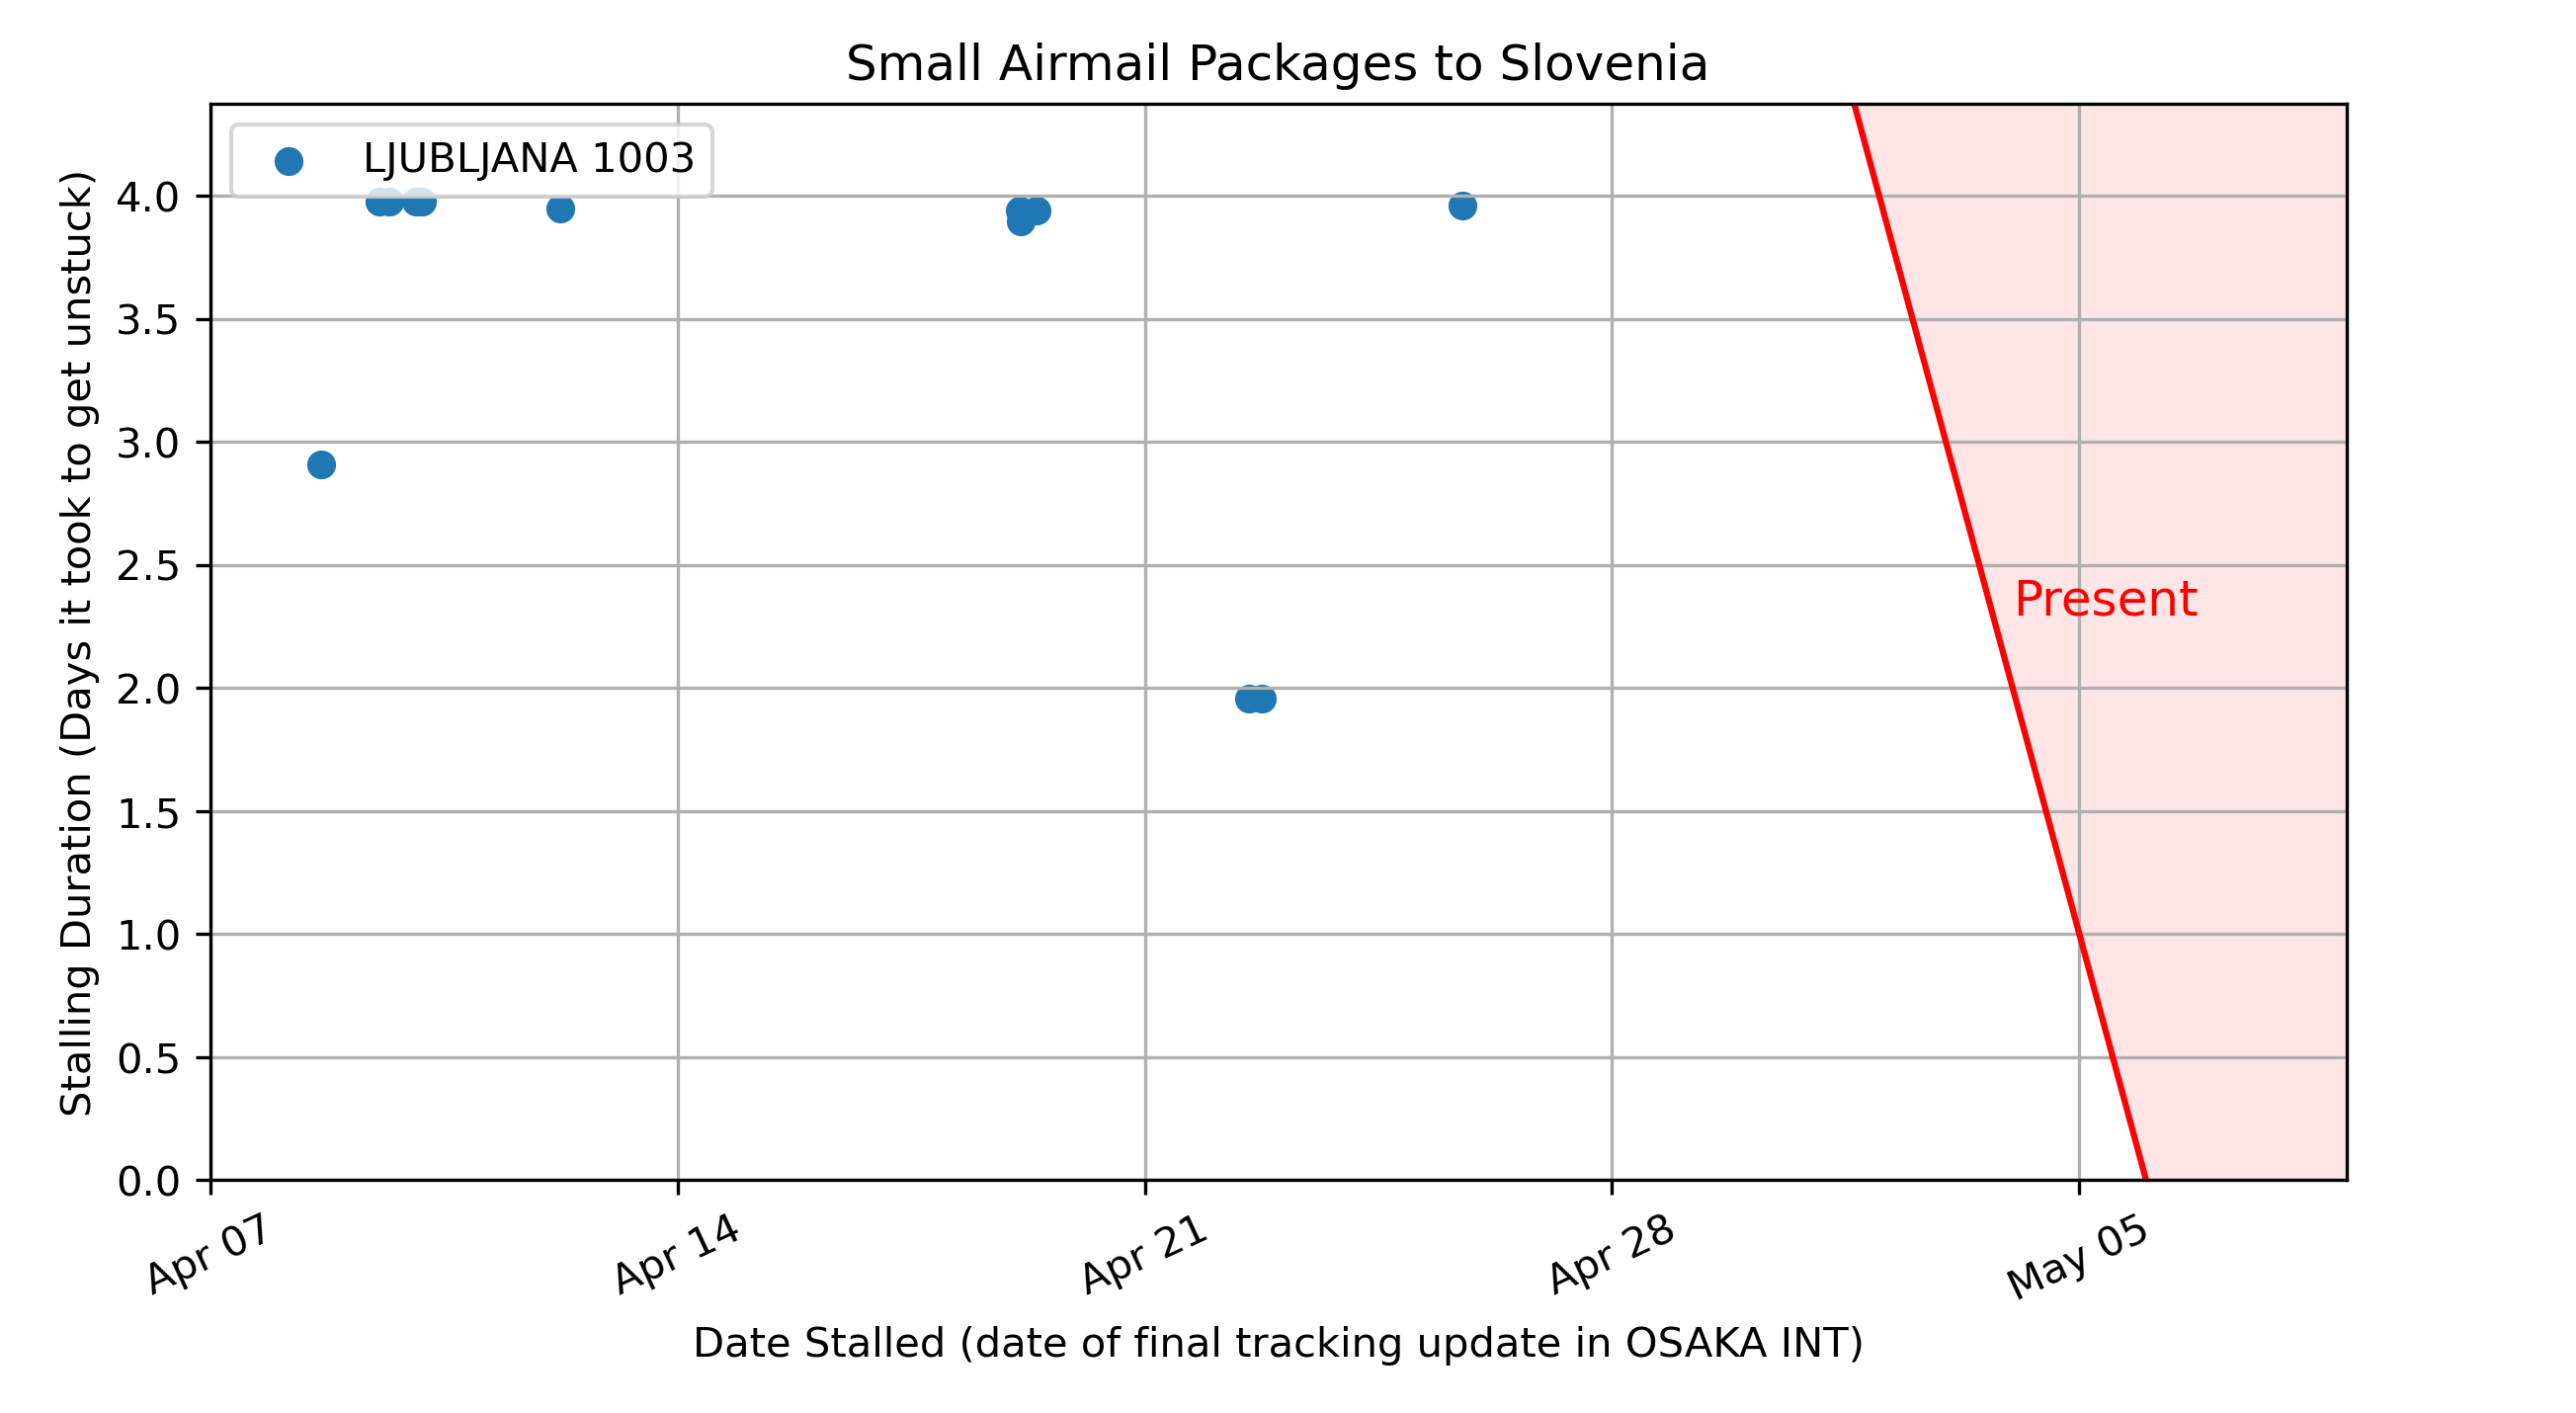 Small Airmail Packages to Slovenia
LJUBLJANA 1003
Stalling Duration (Days it took to get unstuck)
4.0
3.5
3.0
2.5
2.0
1.5
1.0
0.5
0.0
Present
Apr 07
Apr 14
Apr 21
Apr 28
May 05
Date Stalled (date of final tracking update in OSAKA INT)